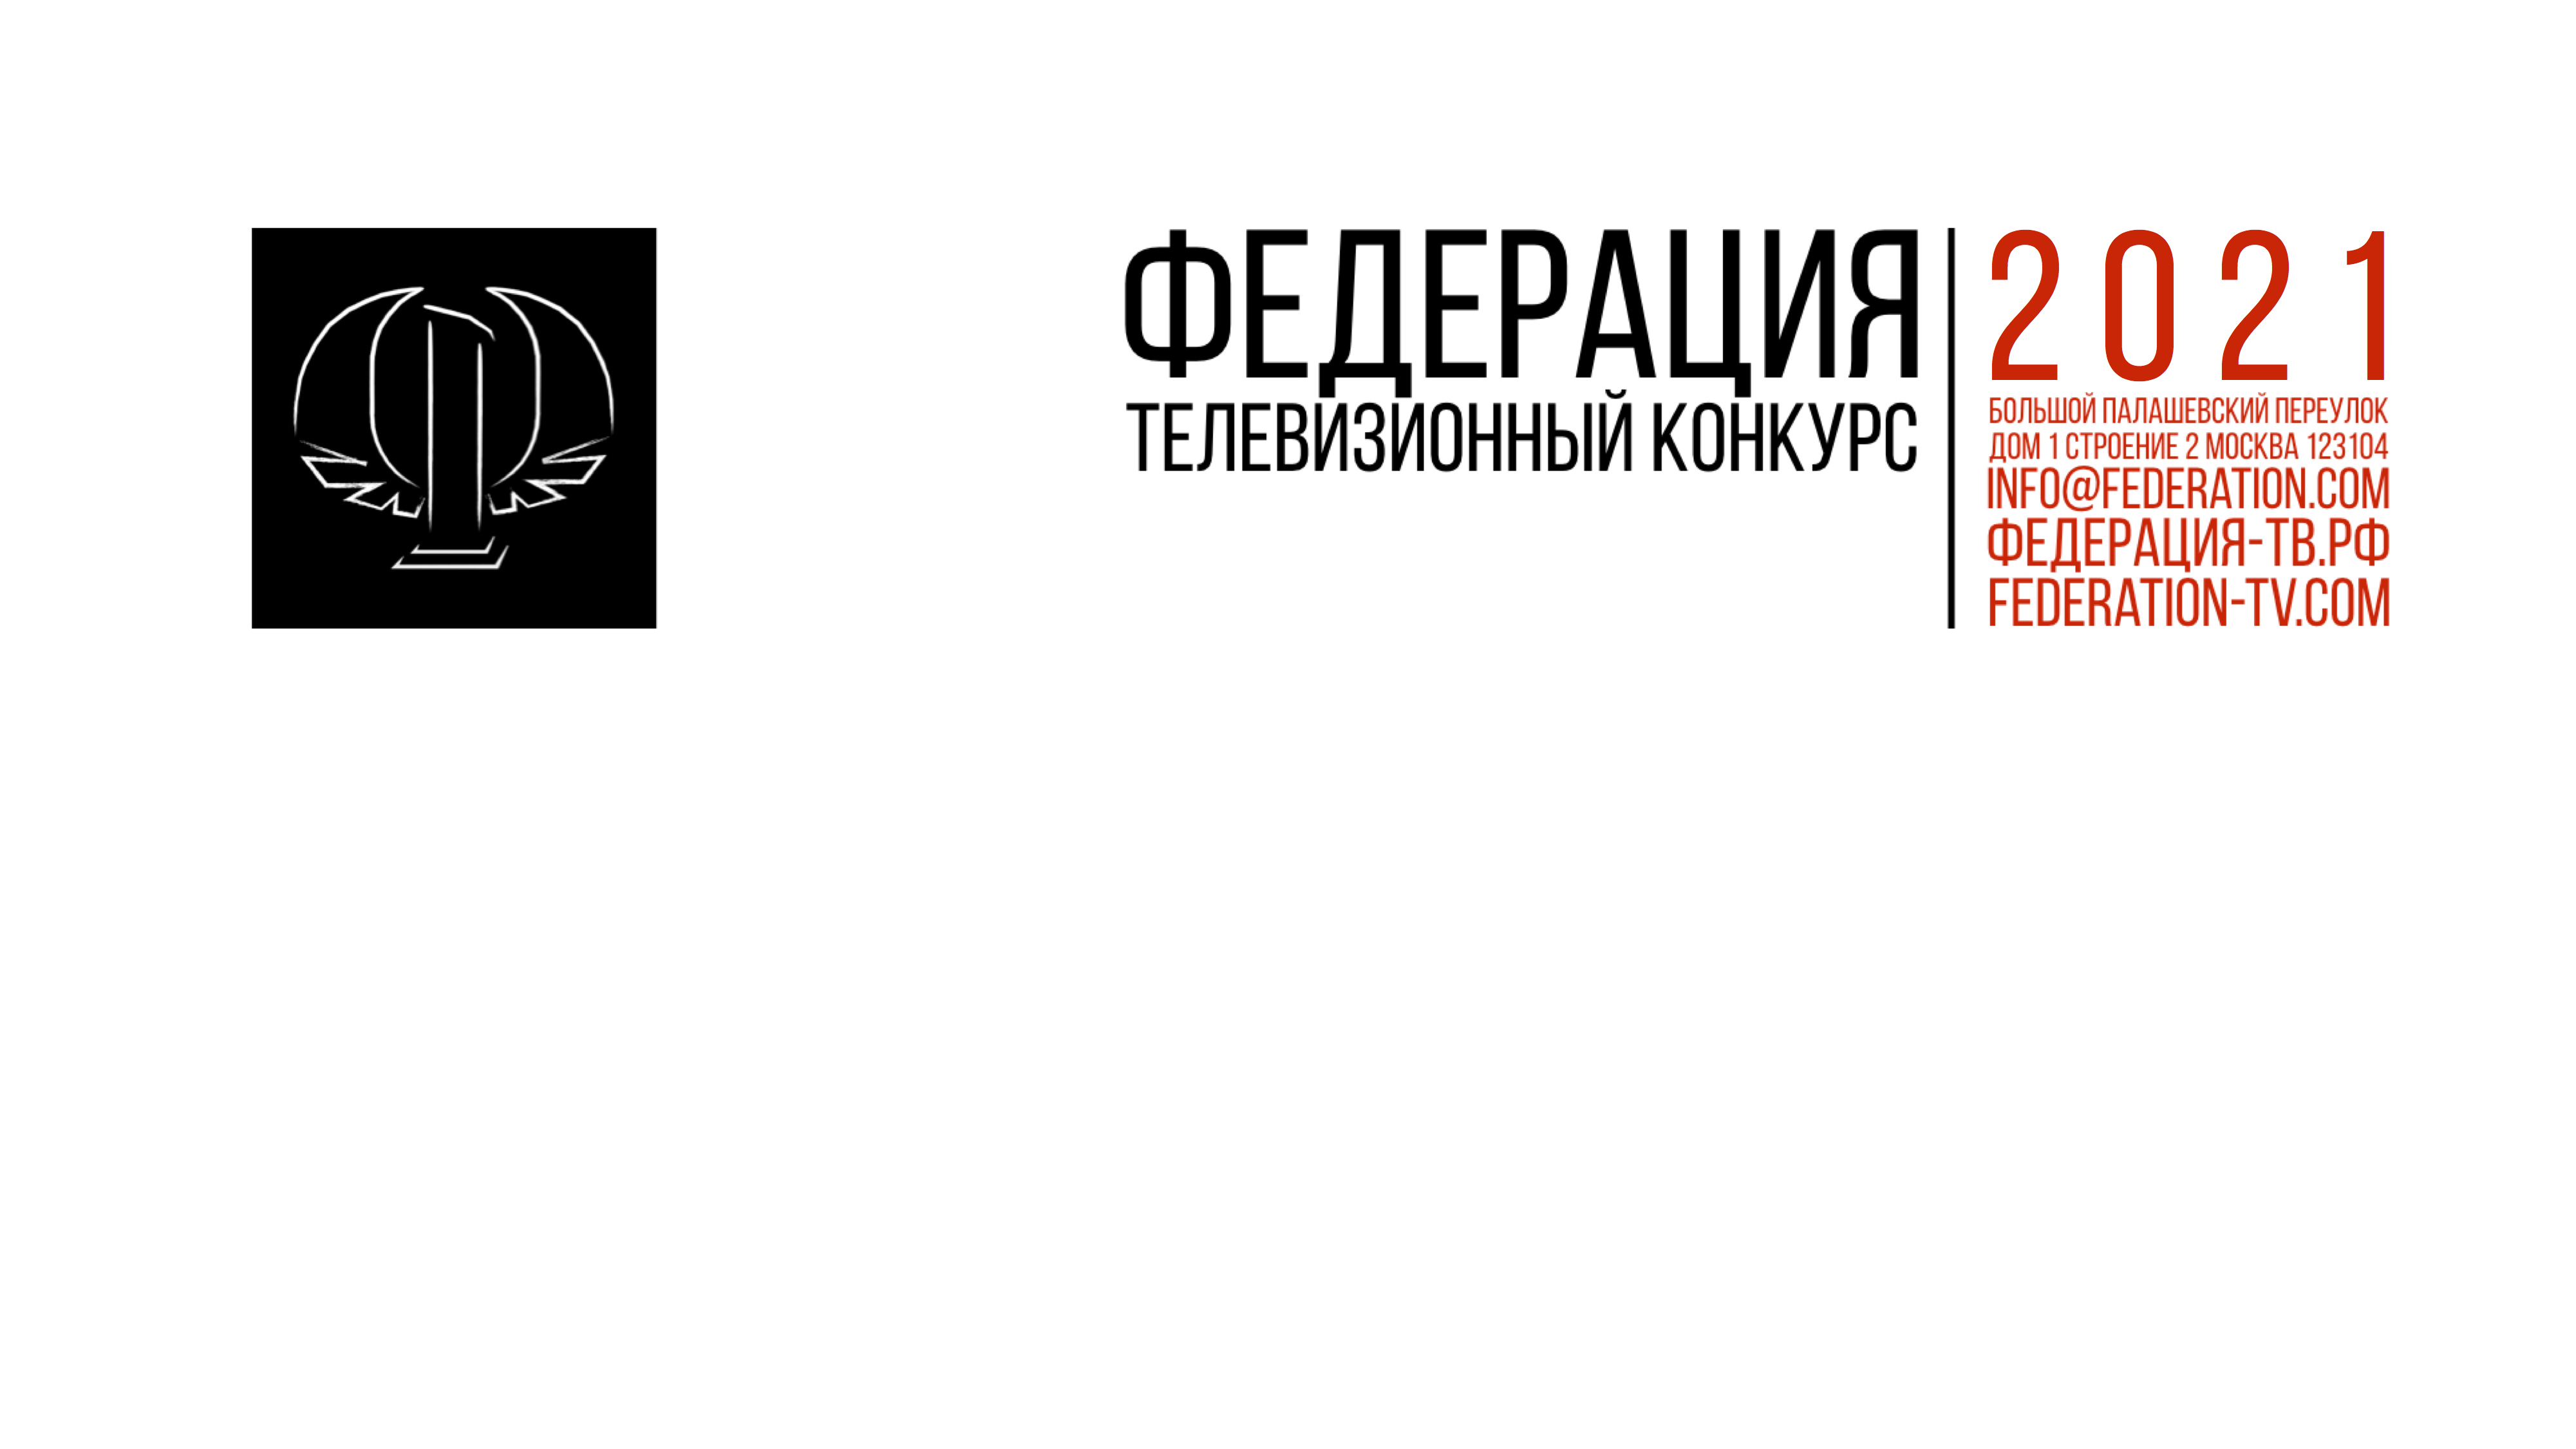 ФЕДЕРАЦИЯ
ТЕЛЕВИЗИОННЫЙ КОНКУРС
2021
БОЛЬШОЙ ПАЛАШЕВСКИЙ ПЕРЕУЛОК
ДОМ 1 СТРОЕНИЕ 2 МОСКВА 123104
INFO@FEDERATION.COM
ФЕДЕРАЦИЯ-ТВ.РФ
FEDERATION-TV.COM